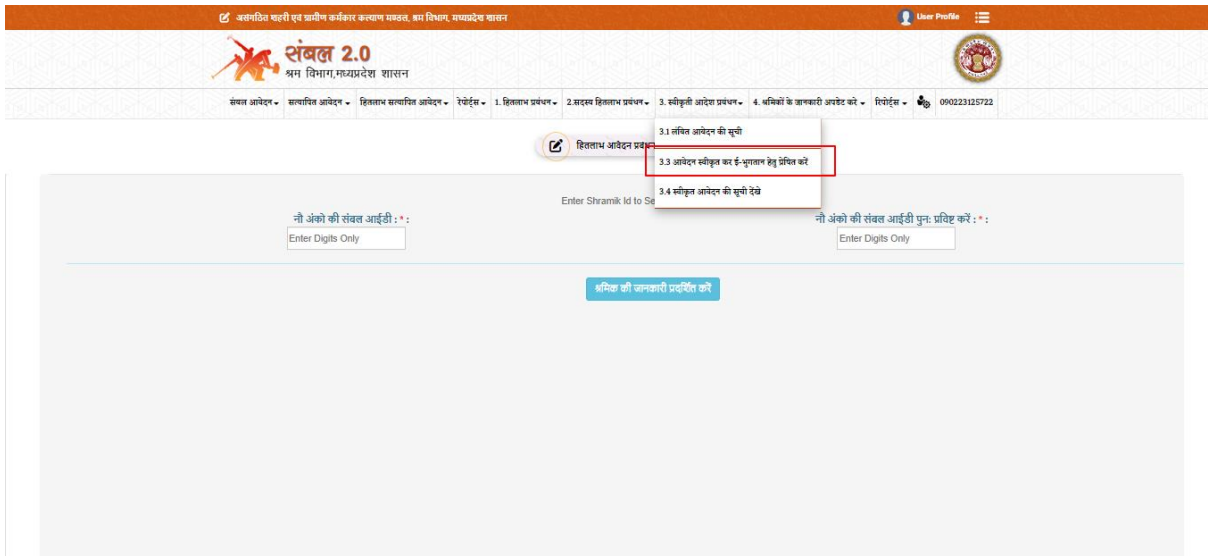 असंगठित शहरी एवं ग्रामीण कर्मकार कल्याण मण्डल, श्रम विभाग, मध्यप्रदेश शासन
User Profile
संबल 2.0
श्रम विभाग,मध्यप्रदेश शासन
संबल आवेदन सत्यापित आवेदन हितलाभ सत्यापित आवेदन रेपोर्ट्स 1. हितलाभ प्रबंधन 2.सदस्य हितलाभ प्रबंधन 3. स्वीकृती आदेश प्रबंधन 4. श्रमिकों के जानकारी अपडेट करे रिपोर्ट्स 090223125722
3.1 लंबित आवेदन की सूची
हितलाभ आवेदन प्रबंधन
3.3 आवेदन स्वीकृत कर ई-भुगतान हेतु प्रेषित करें
3.4 स्वीकृत आवेदन की सूची देंखे
Enter Shramik Id to Se
नौ अंको की संबल आईडी : * :
नौ अंको की संबल आईडी पुन: प्रविष्ट करें : * :
Enter Digits Only
Enter Digits Only
श्रमिक की जानकारी प्रदर्शित करें